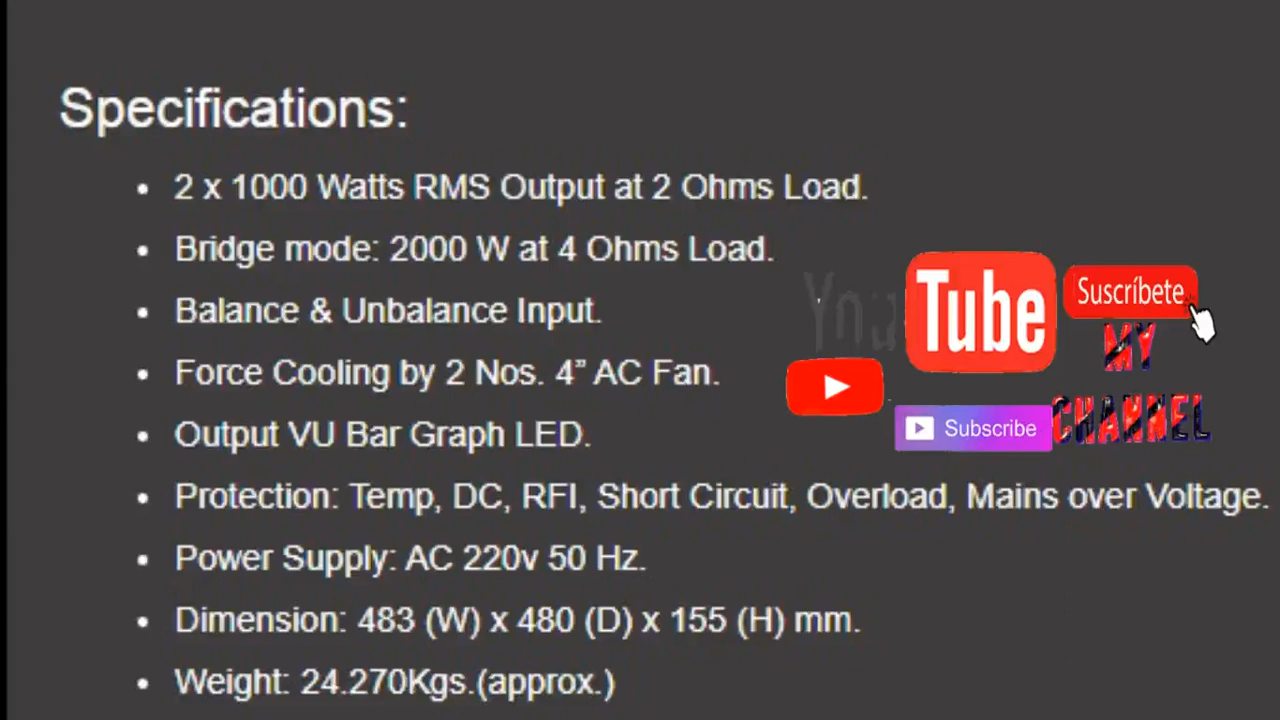 Specifications:
• 2 x 1000 Watts RMS Output at 2 Ohms Load.
• Bridge mode: 2000 W at 4 Ohms Load.
• Balance & Unbalance Input.
• Force Cooling by 2 Nos. 4” AC Fan.
• Output VU Bar Graph LED.
• Protection: Temp, DC, RFI, Short Circuit, Overload, Mains over Voltage.
• Power Supply: AC 220v 50 Hz.
• Dimension: 483 (W) x 480 (D) x 155 (H) mm.
• Weight: 24.270Kgs.(approx.)
You Tube
Suscríbete
MY
CHANNEL
Subscribe